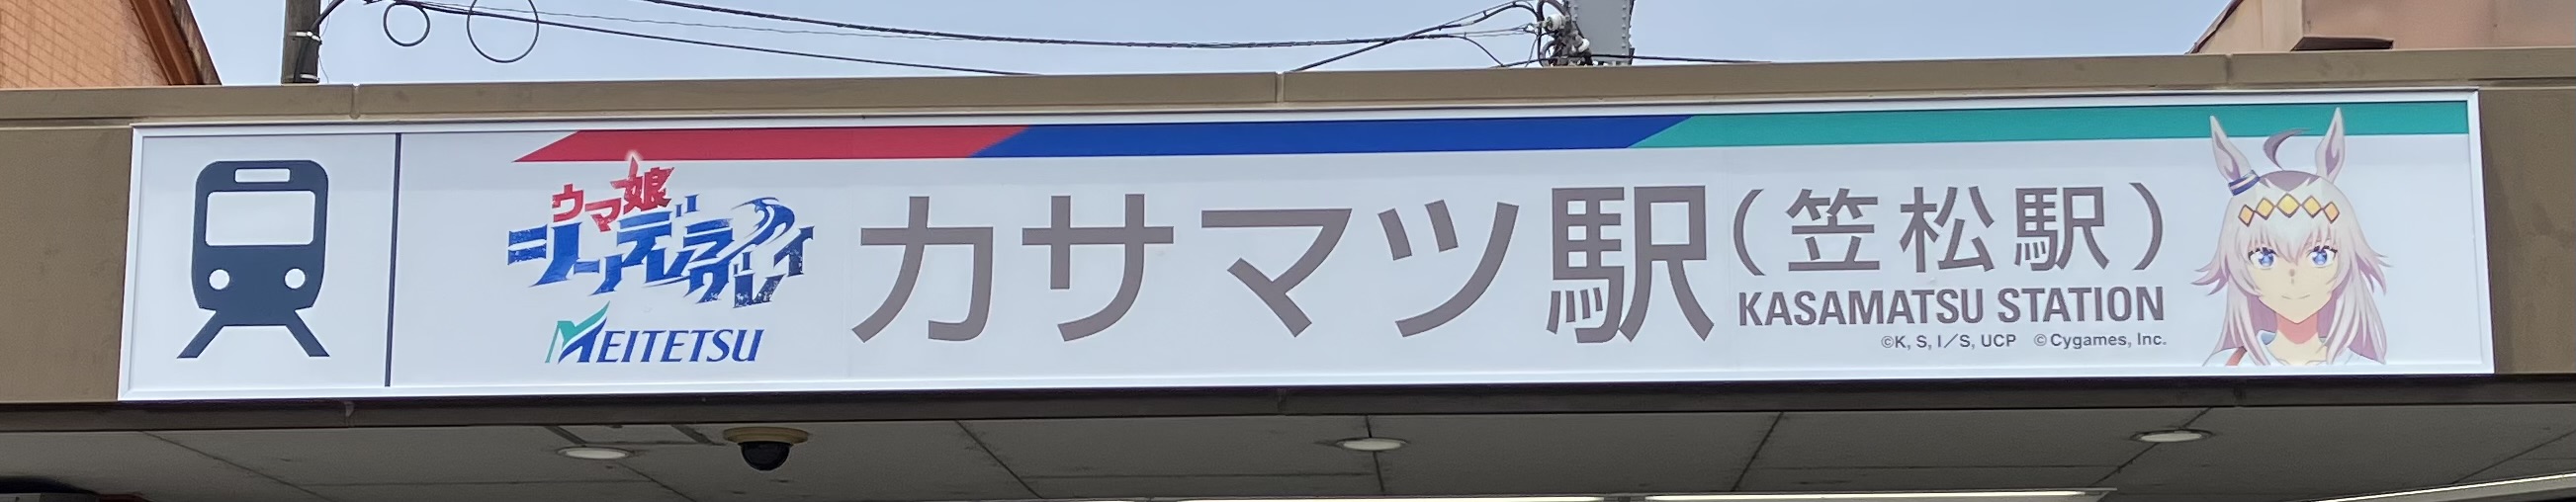 ウマ娘
シンデレラグレイ
MEITETSU
カサマツ駅(笠松駅)
KASAMATSU STATION
©K, S, I/S, UCP ©Cygames, Inc.